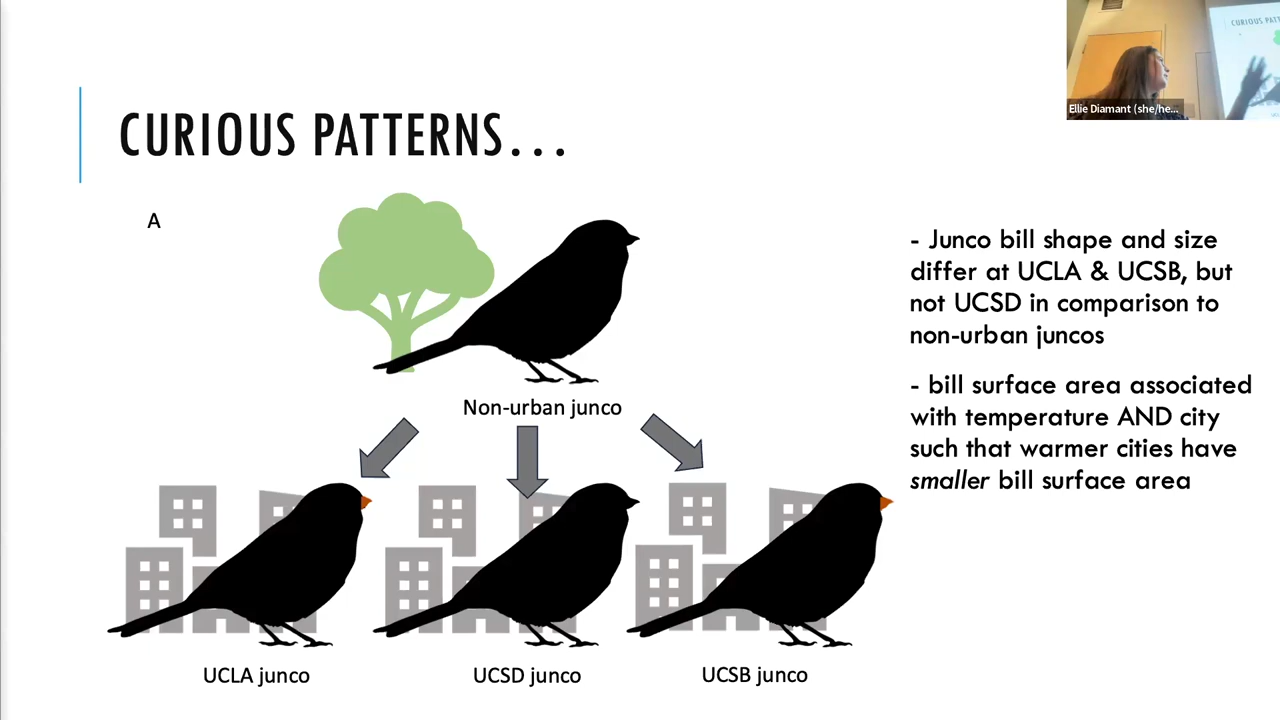 CURIOUS PATTERNS...
A
Non-urban junco
UCLA junco
UCSD junco
UCSB junco
- Junco bill shape and size
differ at UCLA & UCSB, but
not UCSD in comparison to
non-urban juncos
- bill surface area associated
with temperature AND city
such that warmer cities have
smaller bill surface area
Ellie Diamant (she/he...
CURIOUS PATT